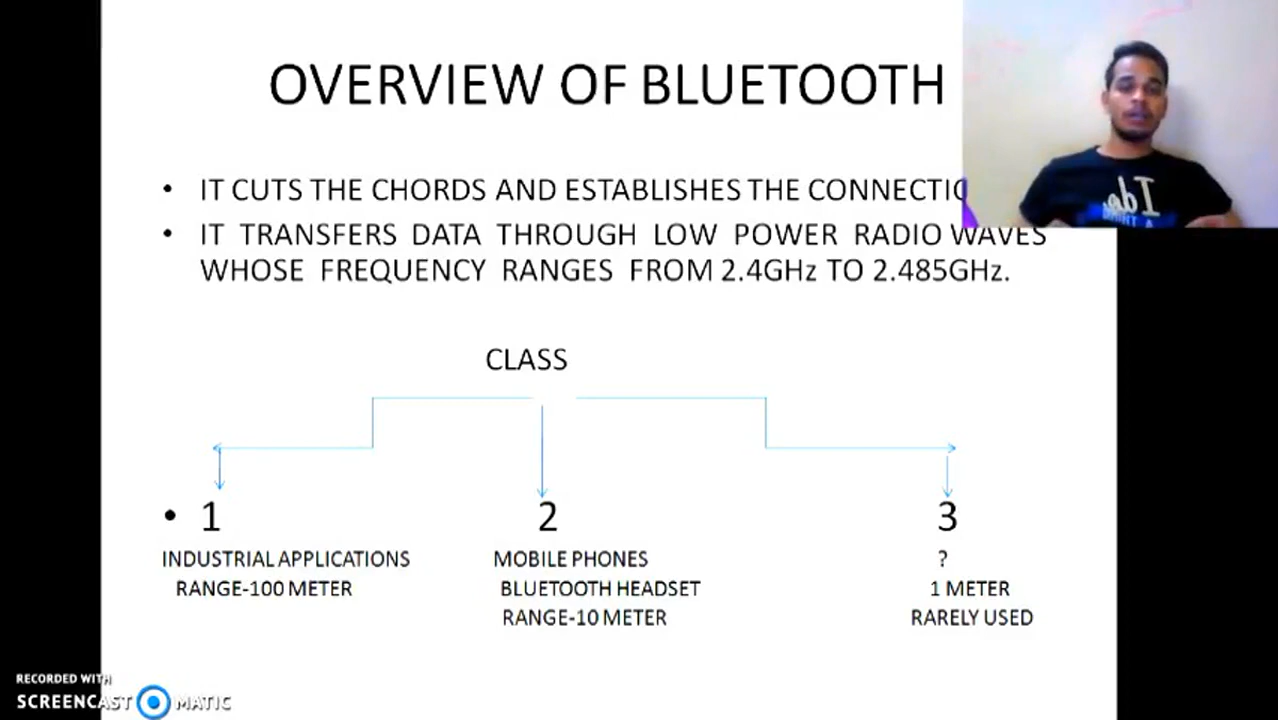 OVERVIEW OF BLUETOOTH
• IT CUTS THE CHORDS AND ESTABLISHES THE
• IT TRANSFERS DATA THROUGH LOW POWER RADIO WAVES
WHOSE FREQUENCY RANGES FROM 2.4GHz TO 2.485GHz.
CLASS
• 1 2 3
INDUSTRIAL APPLICATIONS MOBILE PHONES ?
RANGE-100 METER BLUETOOTH HEADSET 1 METER
RANGE-10 METER RARELY USED
RECORDED WITH
SCREENCAST MATIC
I do